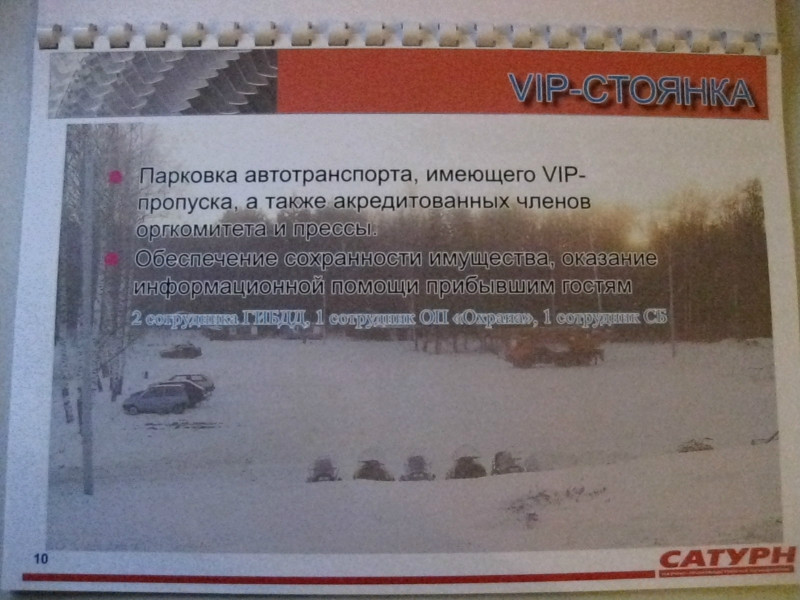 VIP-СТОЯНКА
Парковка автотранспорта, имеющего VIP-
пропуска, а также акредитованных членов
оргкомитета и прессы.
Обеспечение сохранности имущества, оказание
информационной помощи прибывшим гостям
2 сотрудника ГИБДД, 1 сотрудник ОП «Охрана», 1 сотрудник СБ
10
САТУРН